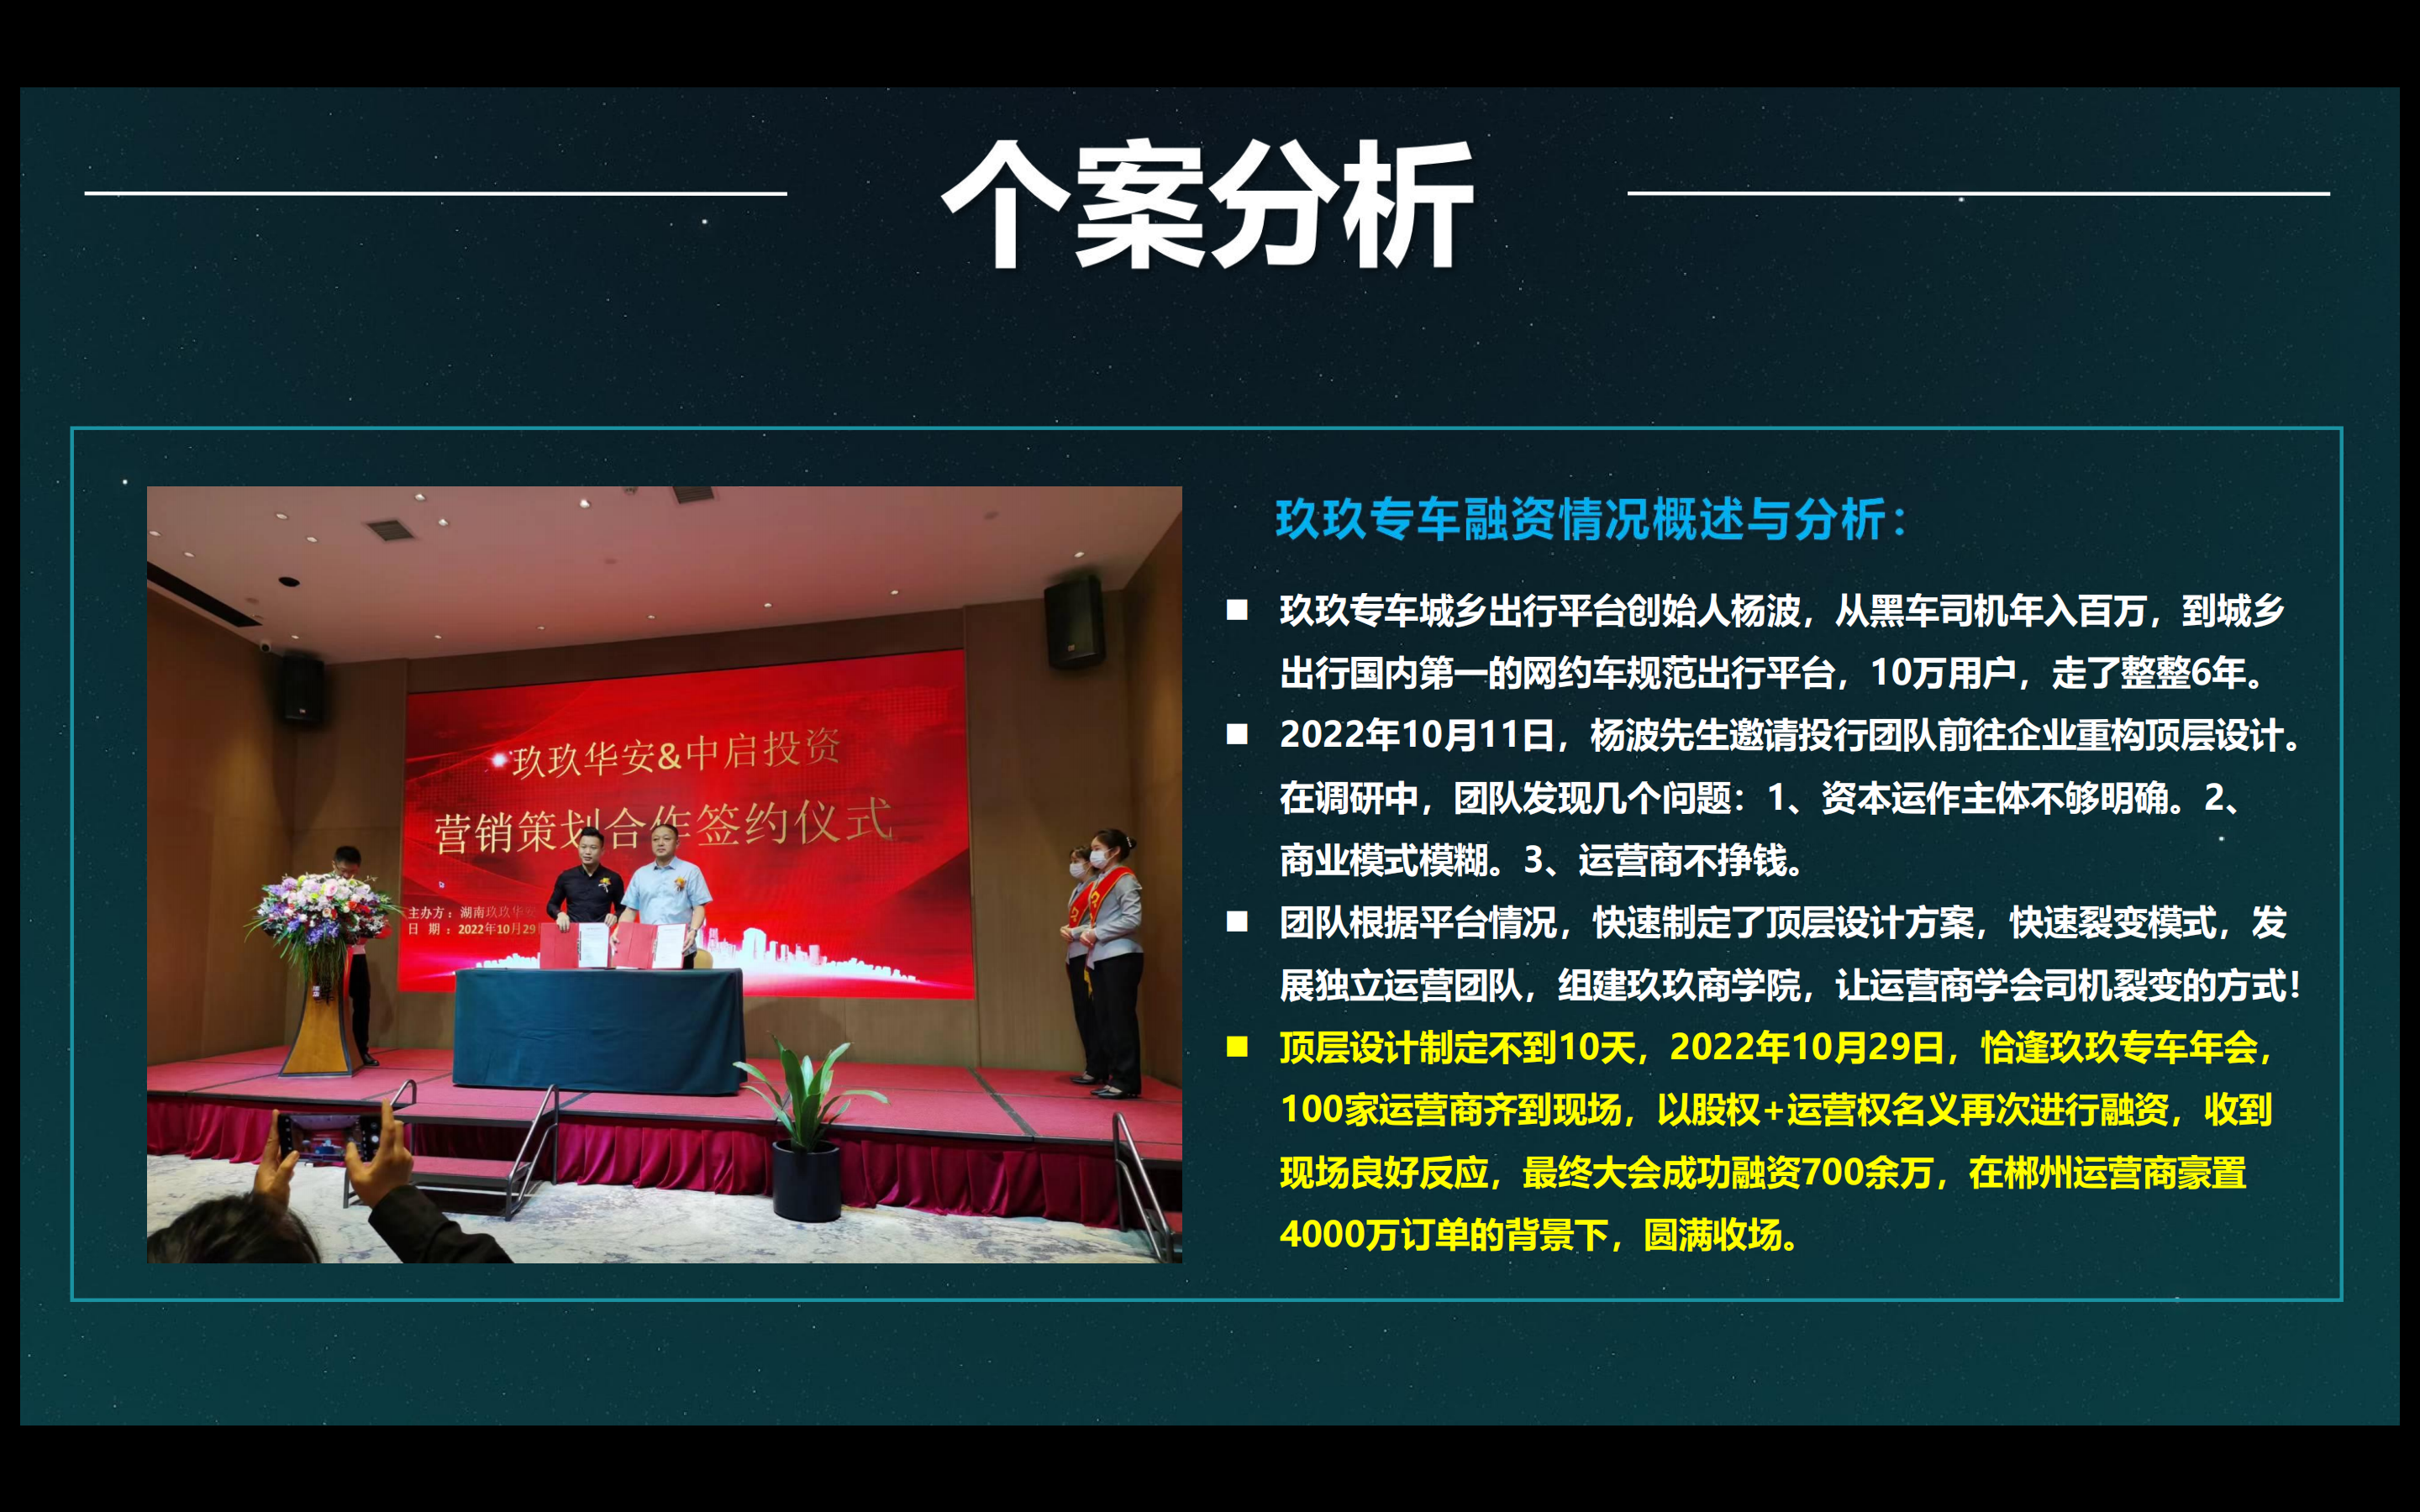 个案分析
玖玖华安&中启投资
营销策划合作签约仪式
主办方：湖南玖玖华安
日 期：2022年10月29
玖玖专车融资情况概述与分析：
玖玖专车城乡出行平台创始人杨波，从黑车司机年入百万，到城乡
出行国内第一的网约车规范出行平台，10万用户，走了整整6年。
2022年10月11日，杨波先生邀请投行团队前往企业重构顶层设计。
在调研中，团队发现几个问题：1、资本运作主体不够明确。2、
商业模式模糊。3、运营商不挣钱。
团队根据平台情况，快速制定了顶层设计方案，快速裂变模式，发
展独立运营团队，组建玖玖商学院，让运营商学会司机裂变的方式！
顶层设计制定不到10天，2022年10月29日，恰逢玖玖专车年会，
100家运营商齐到现场，以股权+运营权名义再次进行融资，收到
现场良好反应，最终大会成功融资700余万，在郴州运营商豪置
4000万订单的背景下，圆满收场。